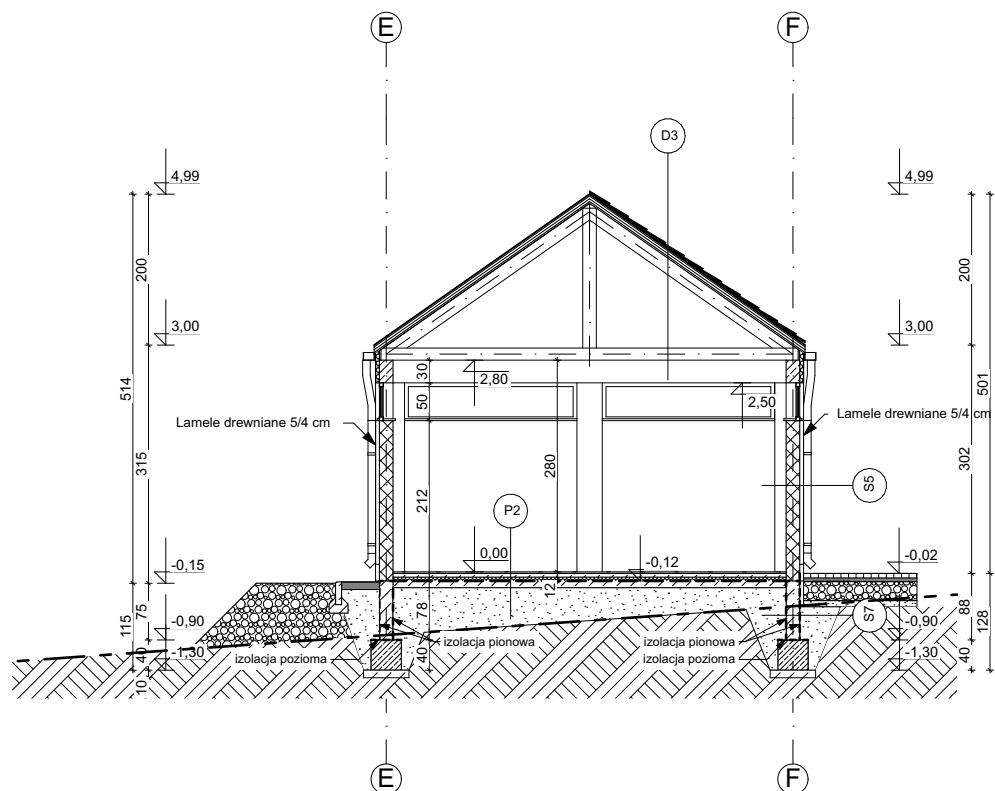 E
F
D3
4,99
4,99
200
200
3,00
3,00
30
2,80
50
2,50
514
501
Lamele drewniane 5/4 cm
Lamele drewniane 5/4 cm
315
302
280
212
S5
P2
0,00
-0,12
-0,15
-0,02
12
75
115
78
88
128
S7
-0,90
-0,90
izolacja pionowa
izolacja pionowa
izolacja pozioma
izolacja pozioma
40
40
40
-1,30
-1,30
10
E
F